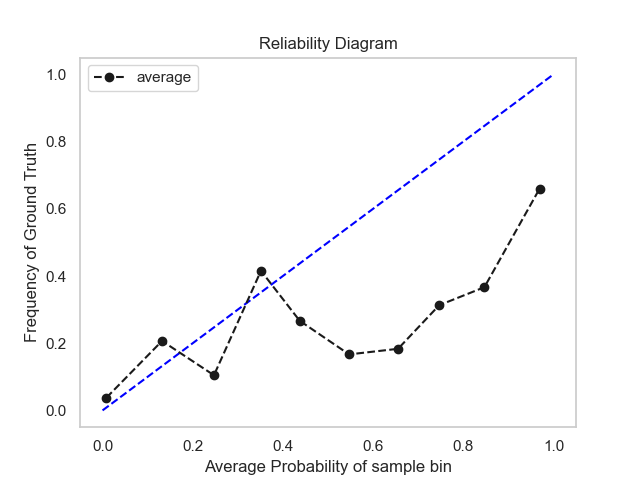 Reliability Diagram
average
1.0
0.8
0.6
0.4
0.2
0.0
Frequency of Ground Truth
0.0 0.2 0.4 0.6 0.8 1.0
Average Probability of sample bin